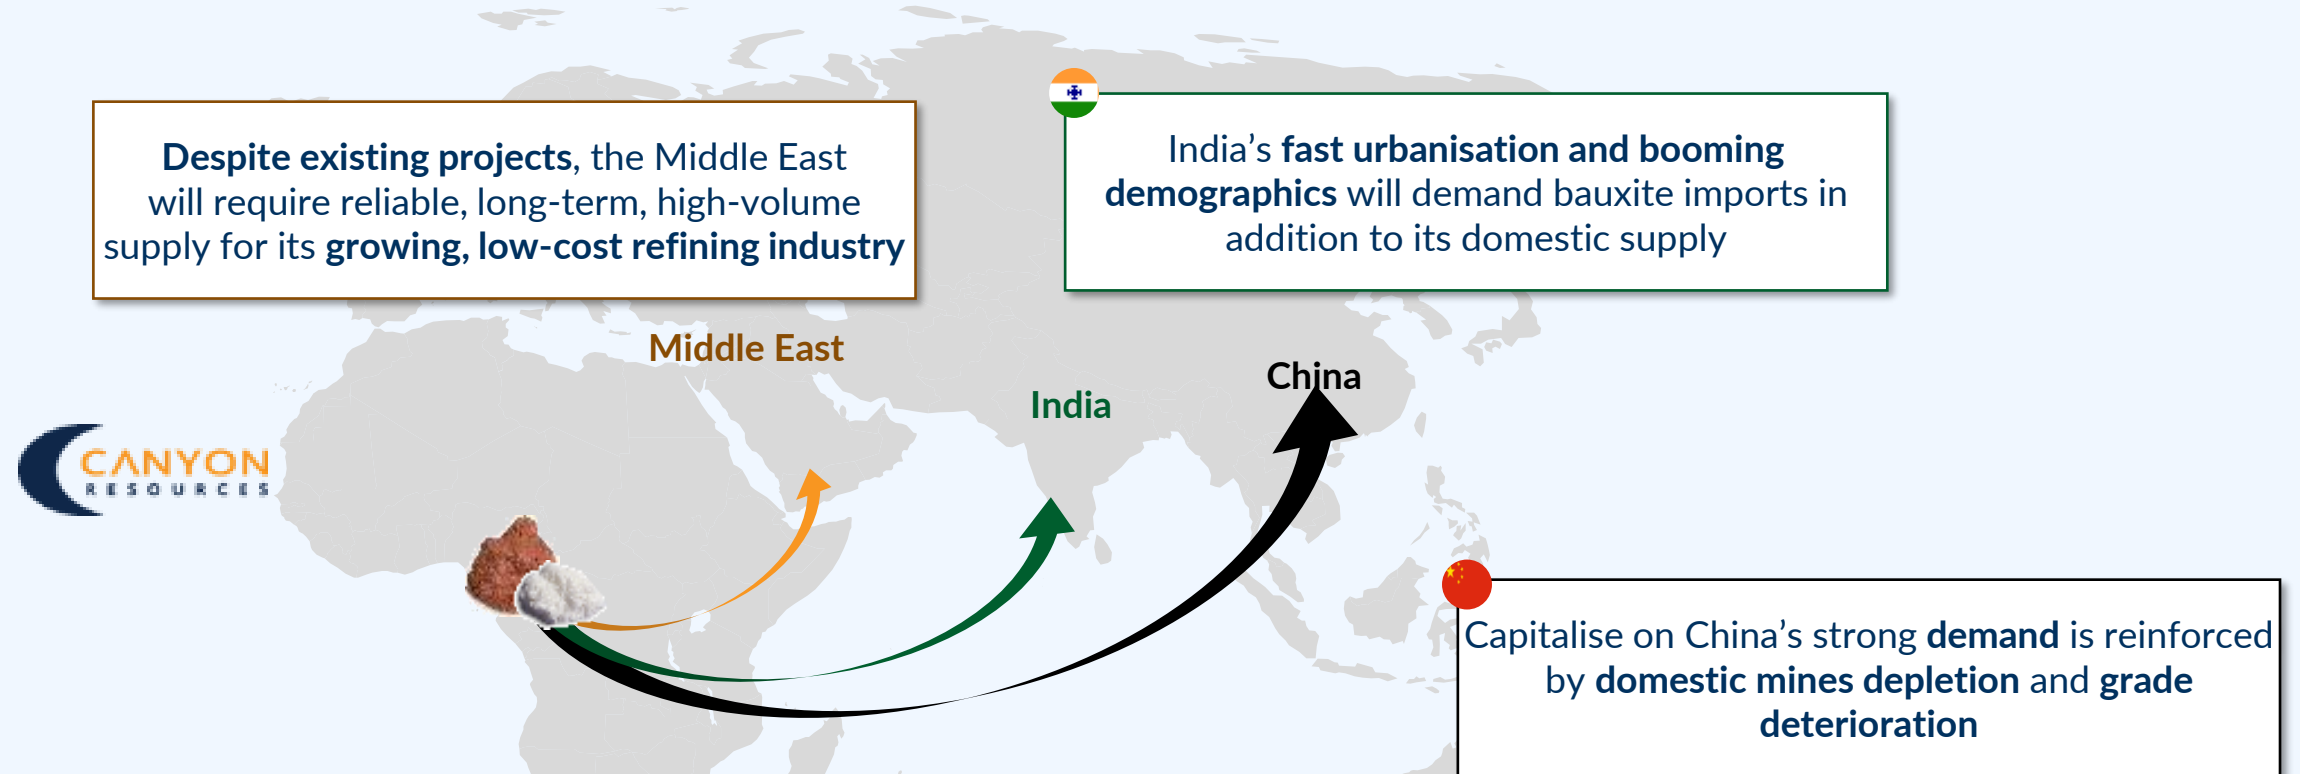 Despite existing projects, the Middle East
will require reliable, long-term, high-volume
supply for its growing, low-cost refining industry
India’s fast urbanisation and booming
demographics will demand bauxite imports in
addition to its domestic supply
Middle East
India
China
CANYON
RESOURCES
Capitalise on China’s strong demand is reinforced
by domestic mines depletion and grade
deterioration